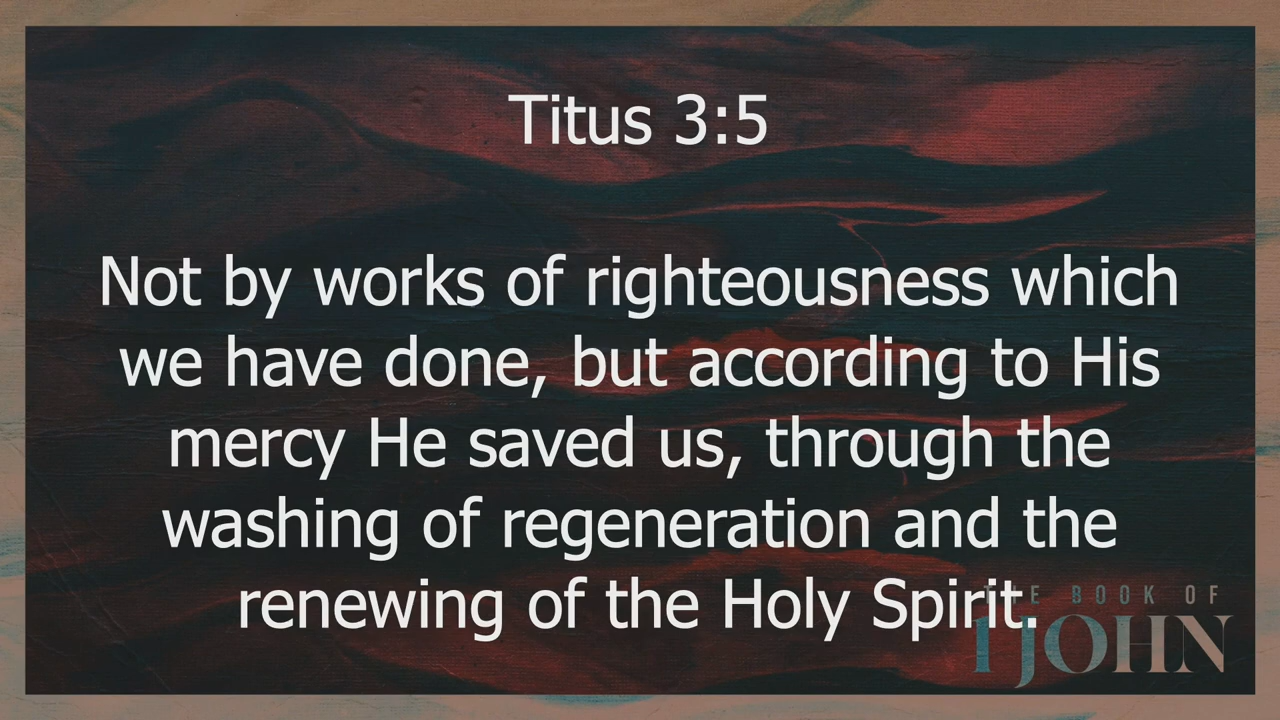 Titus 3:5
Not by works of righteousness which
we have done, but according to His
mercy He saved us, through the
washing of regeneration and the
renewing of the Holy Spirit.
THE BOOK OF
1 JOHN